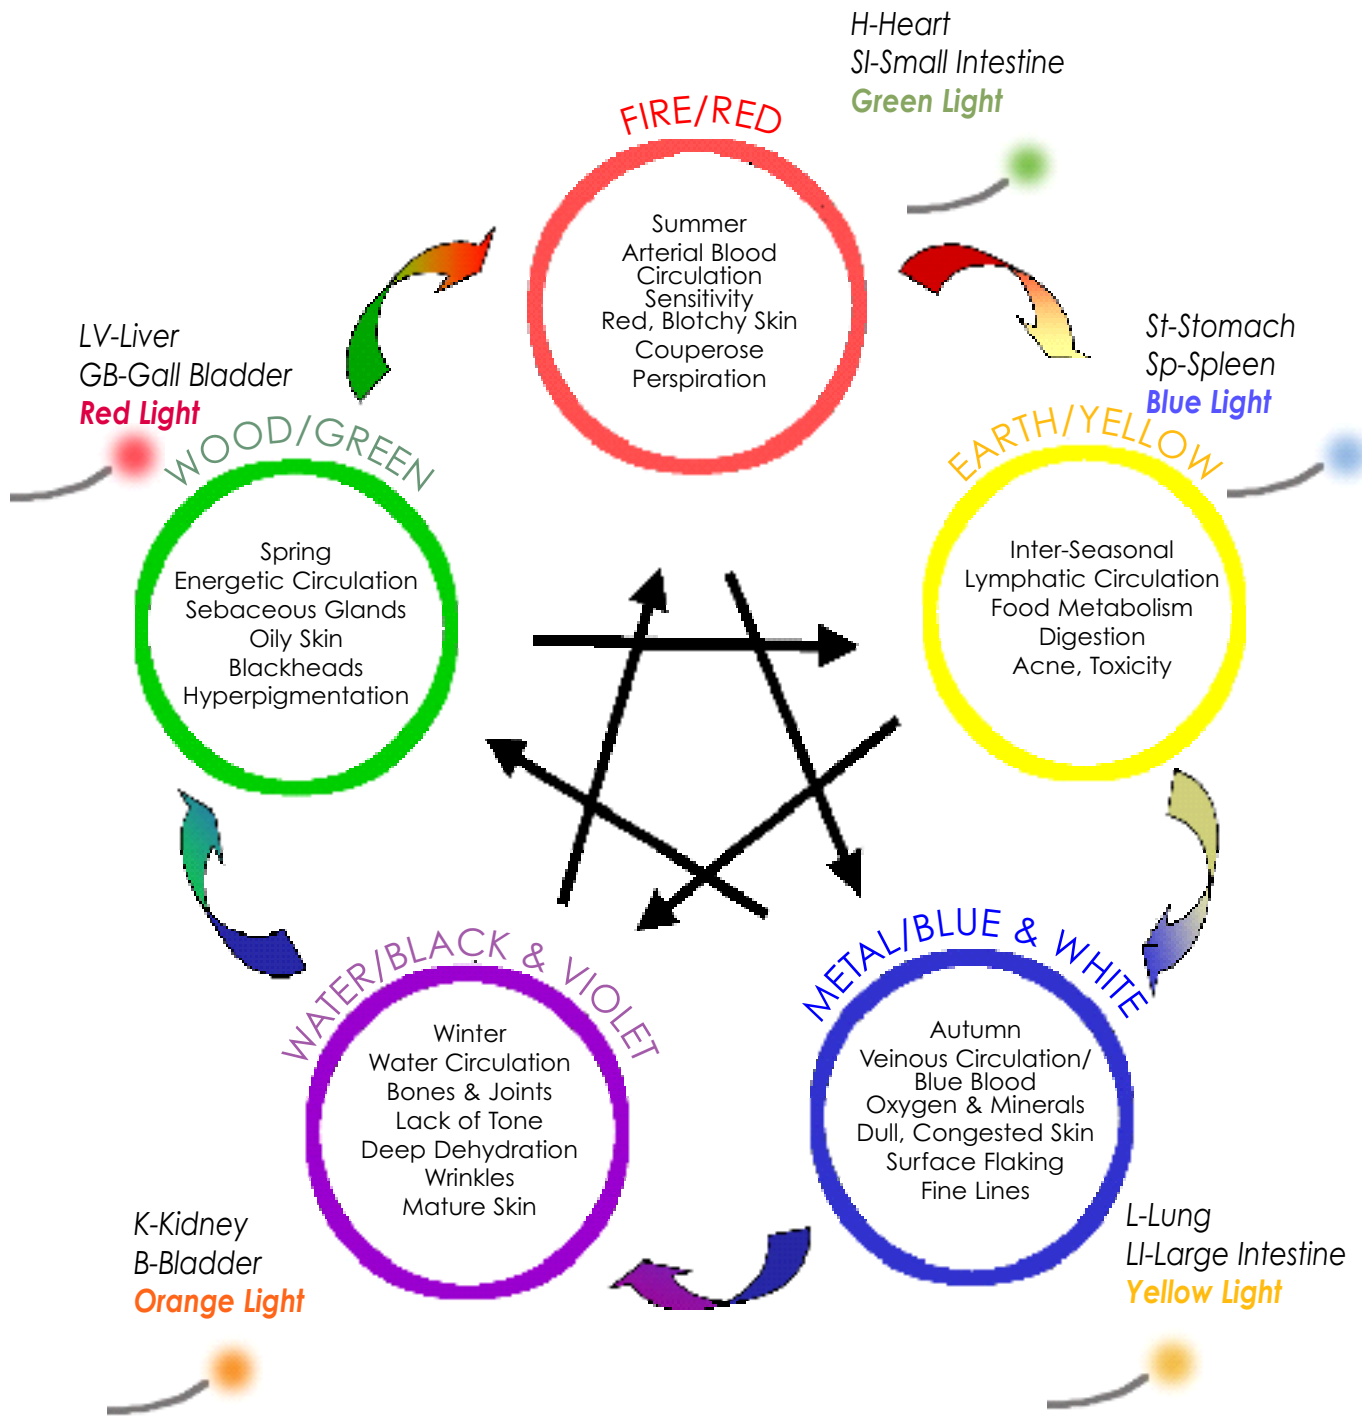 H-Heart
SI-Small Intestine
Green Light
FIRE/RED
Summer
Arterial Blood
Circulation
Sensitivity
Red, Blotchy Skin
Couperose
Perspiration
LV-Liver
GB-Gall Bladder
Red Light
WOOD/GREEN
Spring
Energetic Circulation
Sebaceous Glands
Oily Skin
Blackheads
Hyperpigmentation
St-Stomach
Sp-Spleen
Blue Light
EARTH/YELLOW
Inter-Seasonal
Lymphatic Circulation
Food Metabolism
Digestion
Acne, Toxicity
WATER/BLACK & VIOLET
Winter
Water Circulation
Bones & Joints
Lack of Tone
Deep Dehydration
Wrinkles
Mature Skin
K-Kidney
B-Bladder
Orange Light
METAL/BLUE & WHITE
Autumn
Veinous Circulation/
Blue Blood
Oxygen & Minerals
Dull, Congested Skin
Surface Flaking
Fine Lines
L-Lung
LI-Large Intestine
Yellow Light